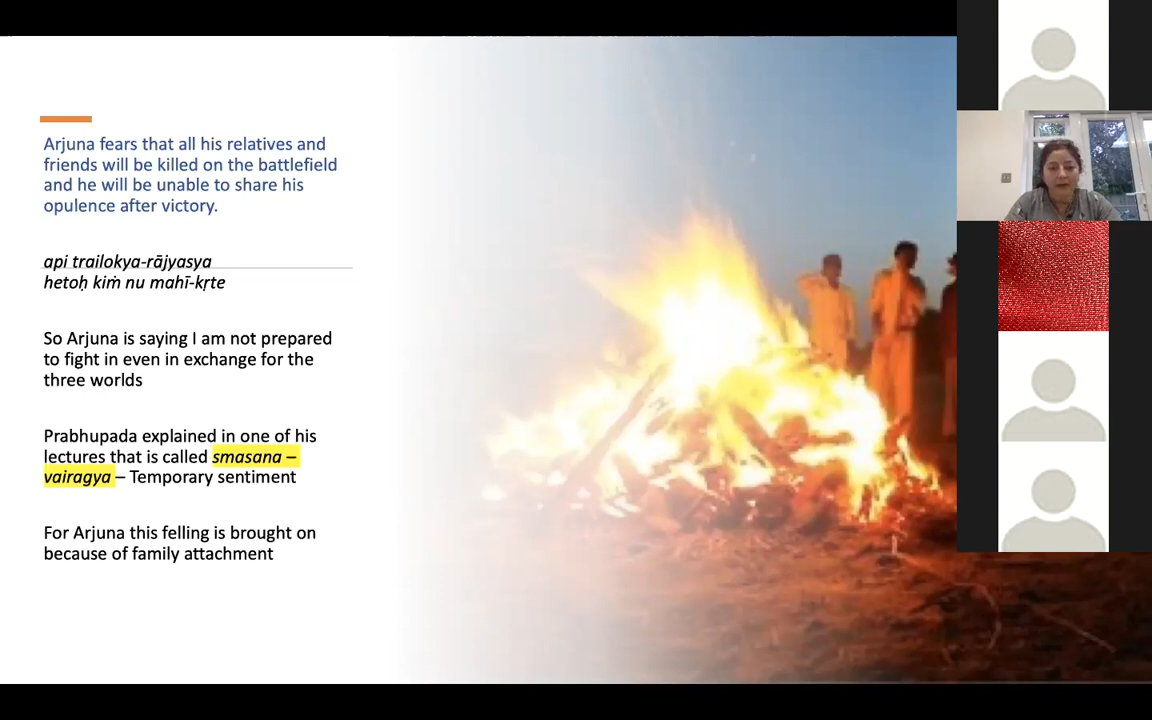 Arjuna fears that all his relatives and
friends will be killed on the battlefield
and he will be unable to share his
opulence after victory.
api trailokya-rājyasya
hetoḥ kiṁ nu mahī-kṛte
So Arjuna is saying I am not prepared
to fight in even in exchange for the
three worlds
Prabhupada explained in one of his
lectures that is called smasana –
vairagya – Temporary sentiment
For Arjuna this felling is brought on
because of family attachment